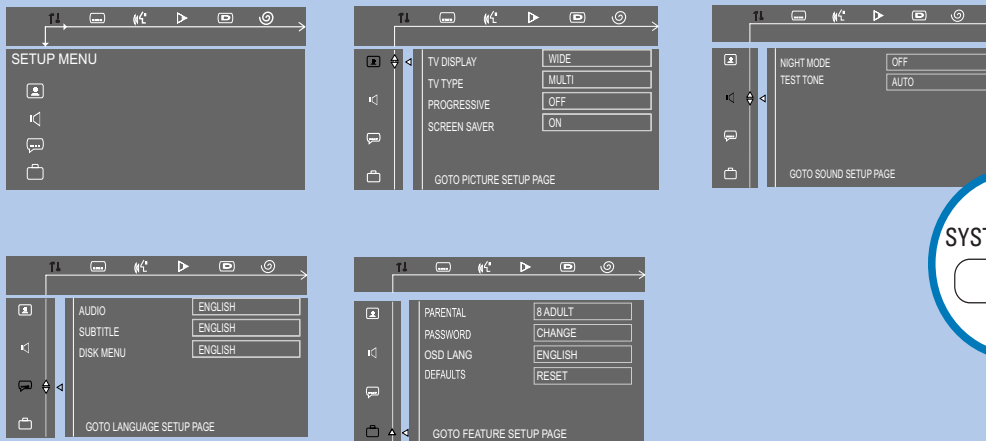 SETUP MENU
TV DISPLAY WIDE
TV TYPE MULTI
PROGRESSIVE OFF
SCREEN SAVER ON
GOTO PICTURE SETUP PAGE
NIGHT MODE OFF
TEST TONE AUTO
GOTO SOUND SETUP PAGE
SYST
AUDIO ENGLISH
SUBTITLE ENGLISH
DISK MENU ENGLISH
GOTO LANGUAGE SETUP PAGE
PARENTAL 8 ADULT
PASSWORD CHANGE
OSD LANG ENGLISH
DEFAULTS RESET
GOTO FEATURE SETUP PAGE